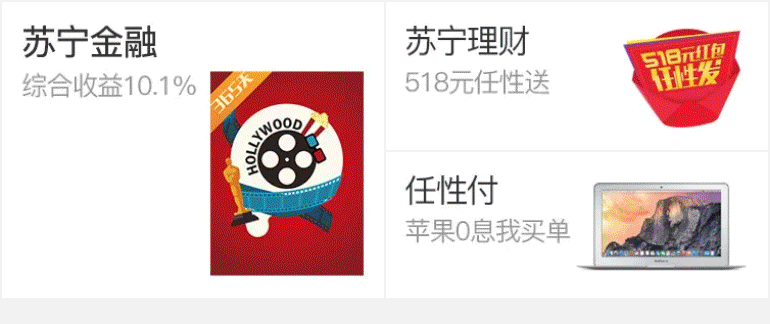 苏宁金融
综合收益10.1%
365天
HOLLYWOOD
苏宁理财
518元任性送
518元红包
任性发
任性付
苹果0息我买单